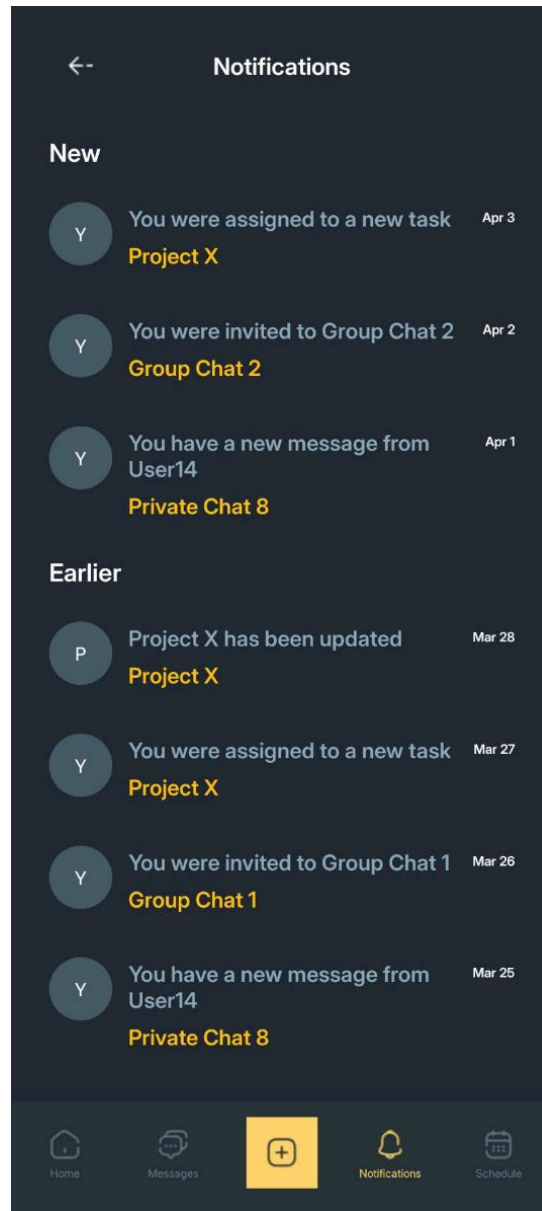 Notifications
New
Y
You were assigned to a new task
Apr 3
Project X
Y
You were invited to Group Chat 2
Apr 2
Group Chat 2
Y
You have a new message from
Apr 1
User14
Private Chat 8
Earlier
P
Project X has been updated
Mar 28
Project X
Y
You were assigned to a new task
Mar 27
Project X
Y
You were invited to Group Chat 1
Mar 26
Group Chat 1
Y
You have a new message from
Mar 25
User14
Private Chat 8
Home
Messages
Notifications
Schedule